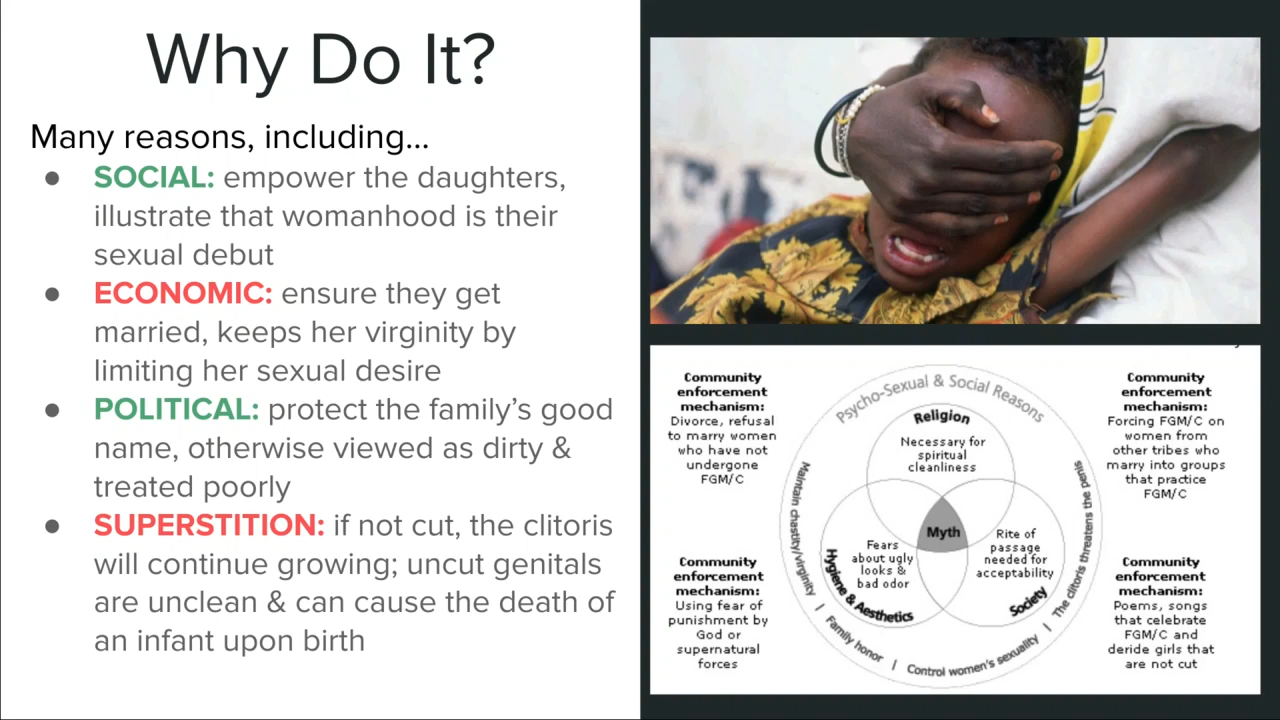 Why Do It?
Many reasons, including...
● SOCIAL: empower the daughters,
illustrate that womanhood is their
sexual debut
● ECONOMIC: ensure they get
married, keeps her virginity by
limiting her sexual desire
● POLITICAL: protect the family’s good
name, otherwise viewed as dirty &
treated poorly
● SUPERSTITION: if not cut, the clitoris
will continue growing; uncut genitals
are unclean & can cause the death of
an infant upon birth
Community
enforcement
mechanism:
Divorce, refusal
to marry women
who have not
undergone
FGM/C
Community
enforcement
mechanism:
Using fear of
punishment by
God or
supernatural
forces
Psycho-Sexual & Social Reasons
Religion
Necessary for
spiritual
cleanliness
Myth
Fears
about ugly
looks &
bad odor
Hygiene & Aesthetics
Rite of
passage
needed for
acceptability
Society
Maintain chastity/virginity | Family honor | Control women's sexuality | The clitoris threatens the penis
Community
enforcement
mechanism:
Forcing FGM/C on
women from
other tribes who
marry into groups
that practice
FGM/C
Community
enforcement
mechanism:
Poems, songs
that celebrate
FGM/C and
deride girls that
are not cut